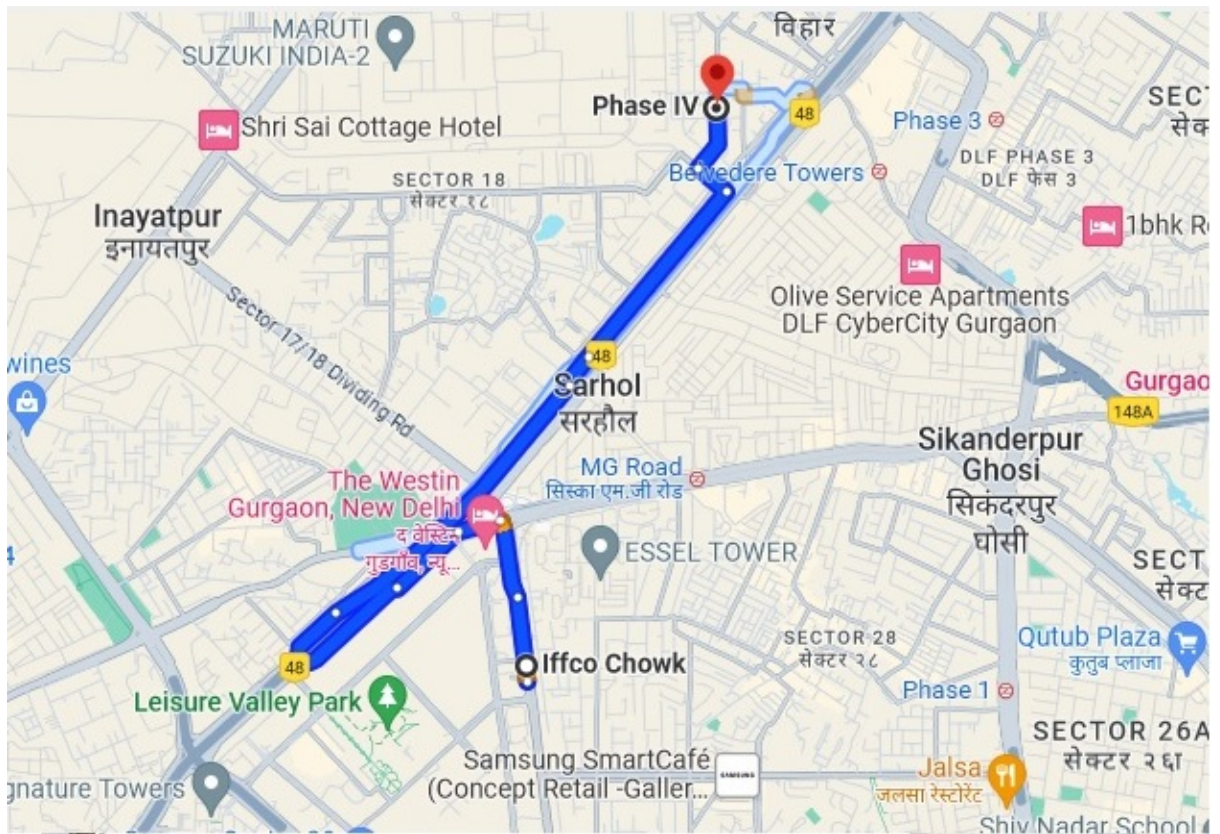 विहार
MARUTI
SUZUKI INDIA-2
Phase IV
48
SECT
सेक्
Shri Sai Cottage Hotel
Phase 3
DLF PHASE 3
DLF फेस 3
Belvedere Towers
SECTOR 18
सेक्टर १८
Inayatpur
इनायतपुर
1bhk R
Olive Service Apartments
DLF CyberCity Gurgaon
Sector 17/18 Dividing Rd
48
wines
Sarhol
सरहौल
Gurgao
148A
Sikanderpur
Ghosi
सिकंदरपुर
घोसी
MG Road
सिस्का एम.जी रोड
The Westin
Gurgaon, New Delhi
द वेस्टिन
गुडगाँव, न्यू...
ESSEL TOWER
4
SECT
सेक्ट
SECTOR 28
सेक्टर २८
Qutub Plaza
कुतुब प्लाजा
48
Iffco Chowk
Leisure Valley Park
Phase 1
SECTOR 26A
सेक्टर २६ाा
Samsung SmartCafé
(Concept Retail -Galler...
SAMSUNG
Jalsa
जलसा रेस्टोरेंट
gnature Towers
Shiv Nadar School